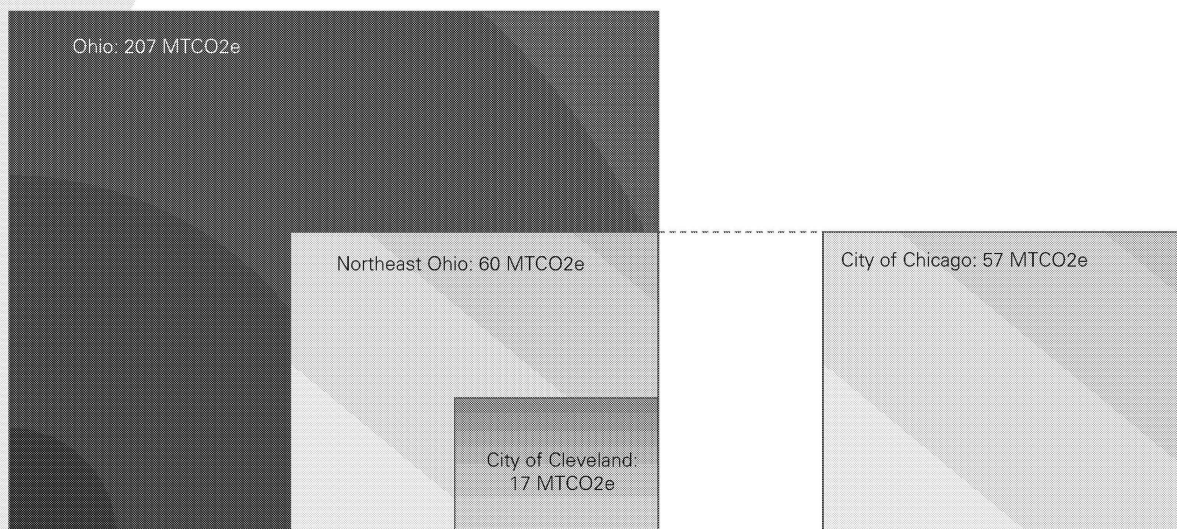 Ohio: 207 MTCO2e
Northeast Ohio: 60 MTCO2e
City of Chicago: 57 MTCO2e
City of Cleveland:
17 MTCO2e